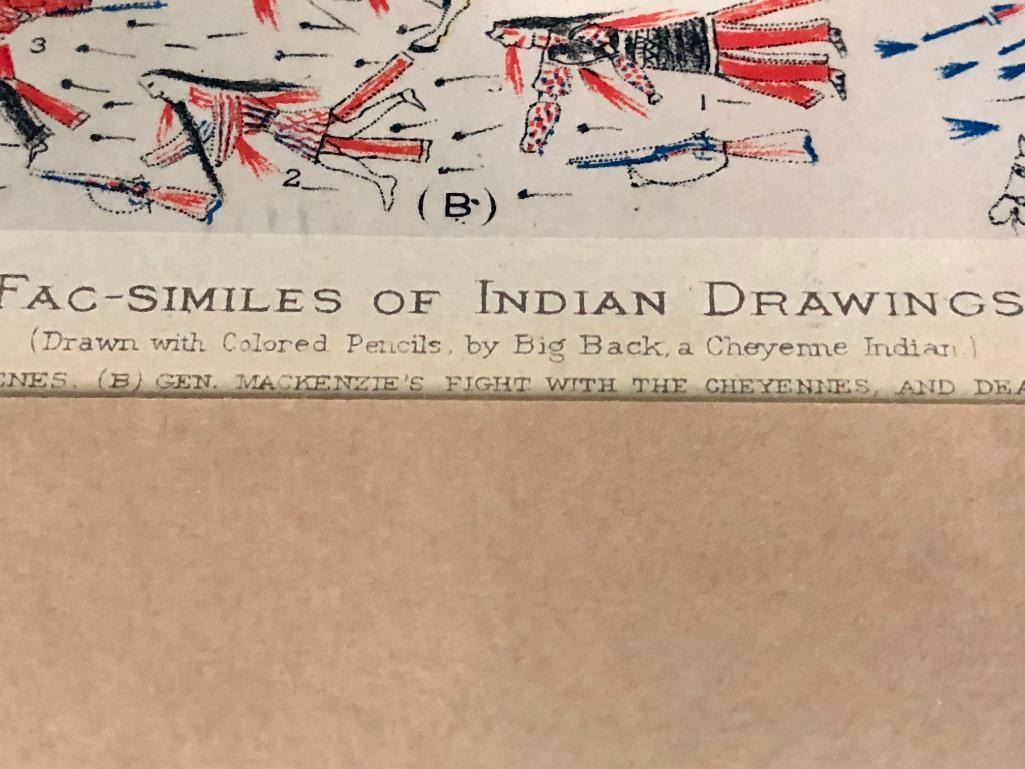 3
1
2
(B.)
FAC-SIMILES OF INDIAN DRAWINGS
(Drawn with Colored Pencils, by Big Back, a Cheyenne Indian.)
(B) GEN. MACKENZIE'S FIGHT WITH THE CHEYENNES, AND